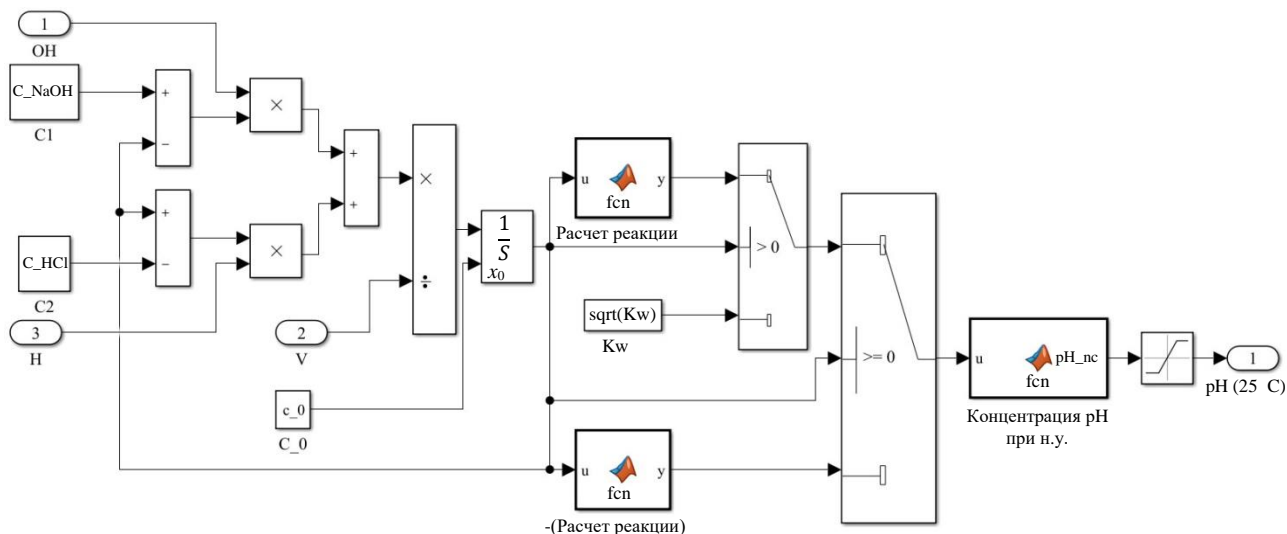 1
OH
C_NaOH
C1
+
−
×
+
−
C_HCl
C2
×
3
H
+
+
×
÷
2
V
c_0
C_0
1
S
x₀
u
y
fcn
Расчет реакции
> 0
sqrt(Kw)
Kw
u
y
fcn
-(Расчет реакции)
>= 0
u
pH_nc
fcn
Концентрация pH
при н.у.
1
pH (25 C)